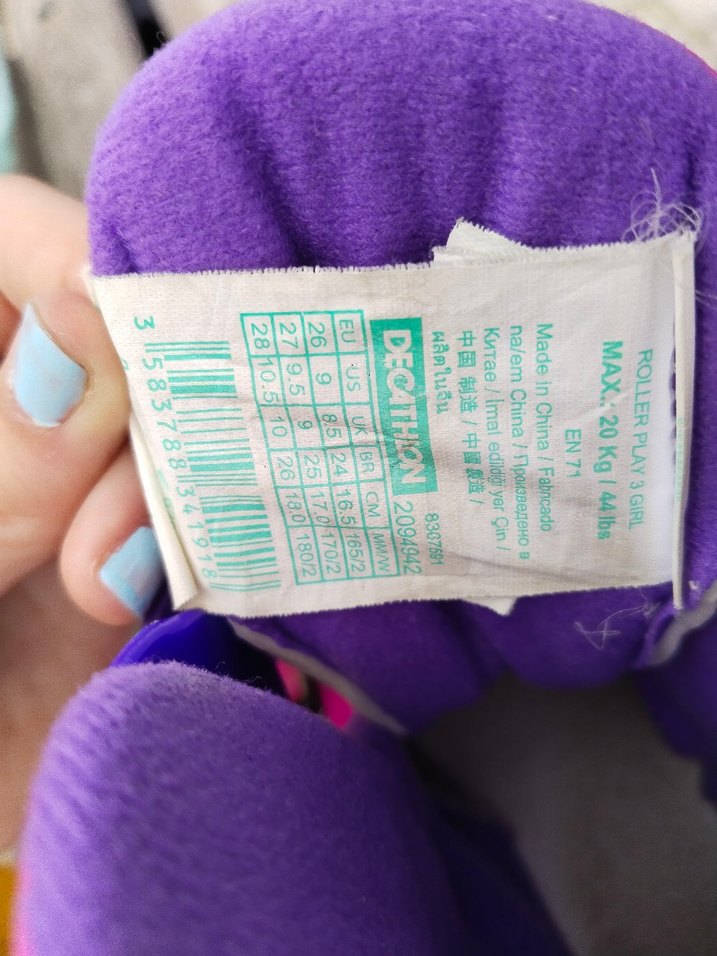 ROLLER PLAY 3 GIRL
MAX.: 20 Kg / 44 lbs
EN 71
Made in China / Fabricado
na/em China / Произведено в
Китае / Imal edildiği yer Çin /
中国 制造 / 中國製造 /
ผลิตในจีน
8367591
DECATHLON 2094942
EU US UK BR CM MM/W
26 9 8.5 24 16.5 165/2
27 9.5 9 25 17.0 170/2
28 10.5 10 26 18.0 180/2
3 583788 341918